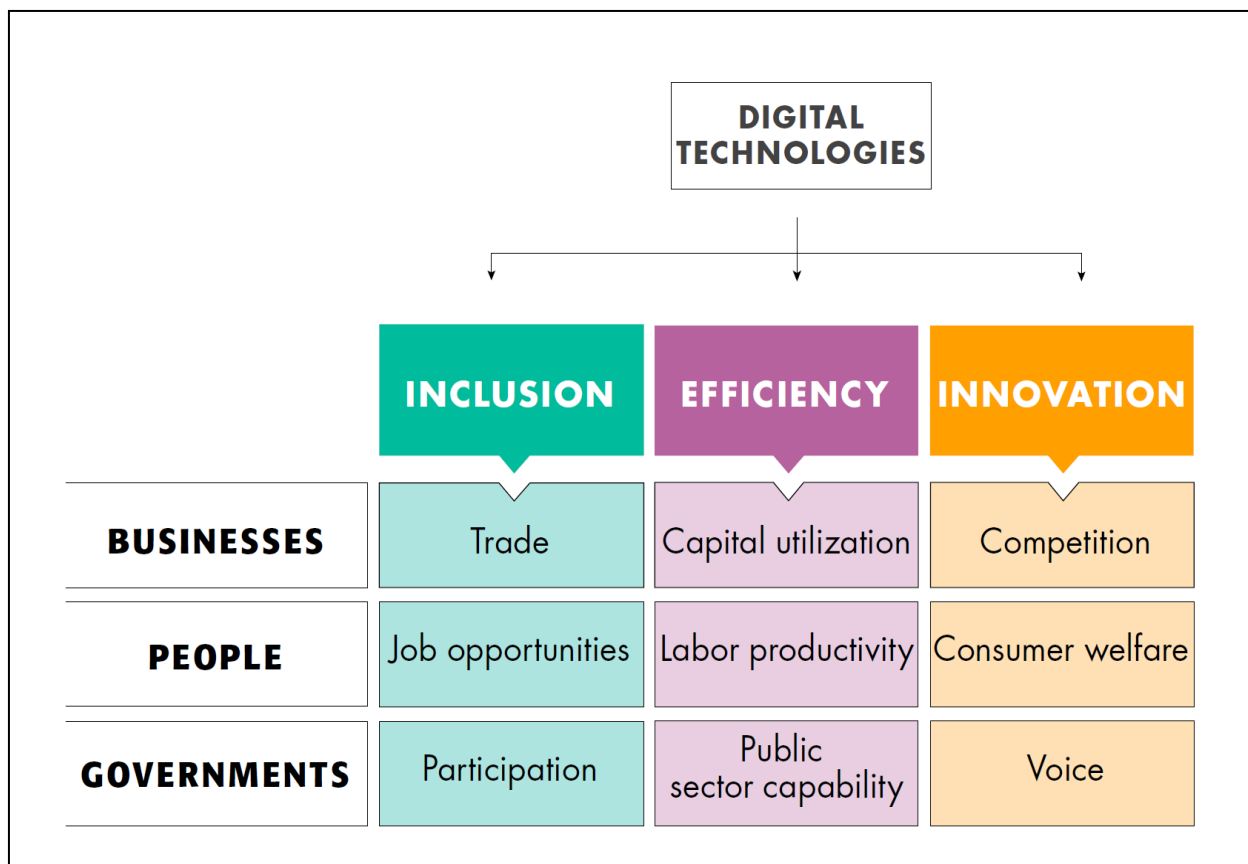 DIGITAL
TECHNOLOGIES
INCLUSION
EFFICIENCY
INNOVATION
BUSINESSES
Trade
Capital utilization
Competition
PEOPLE
Job opportunities
Labor productivity
Consumer welfare
GOVERNMENTS
Participation
Public
sector capability
Voice